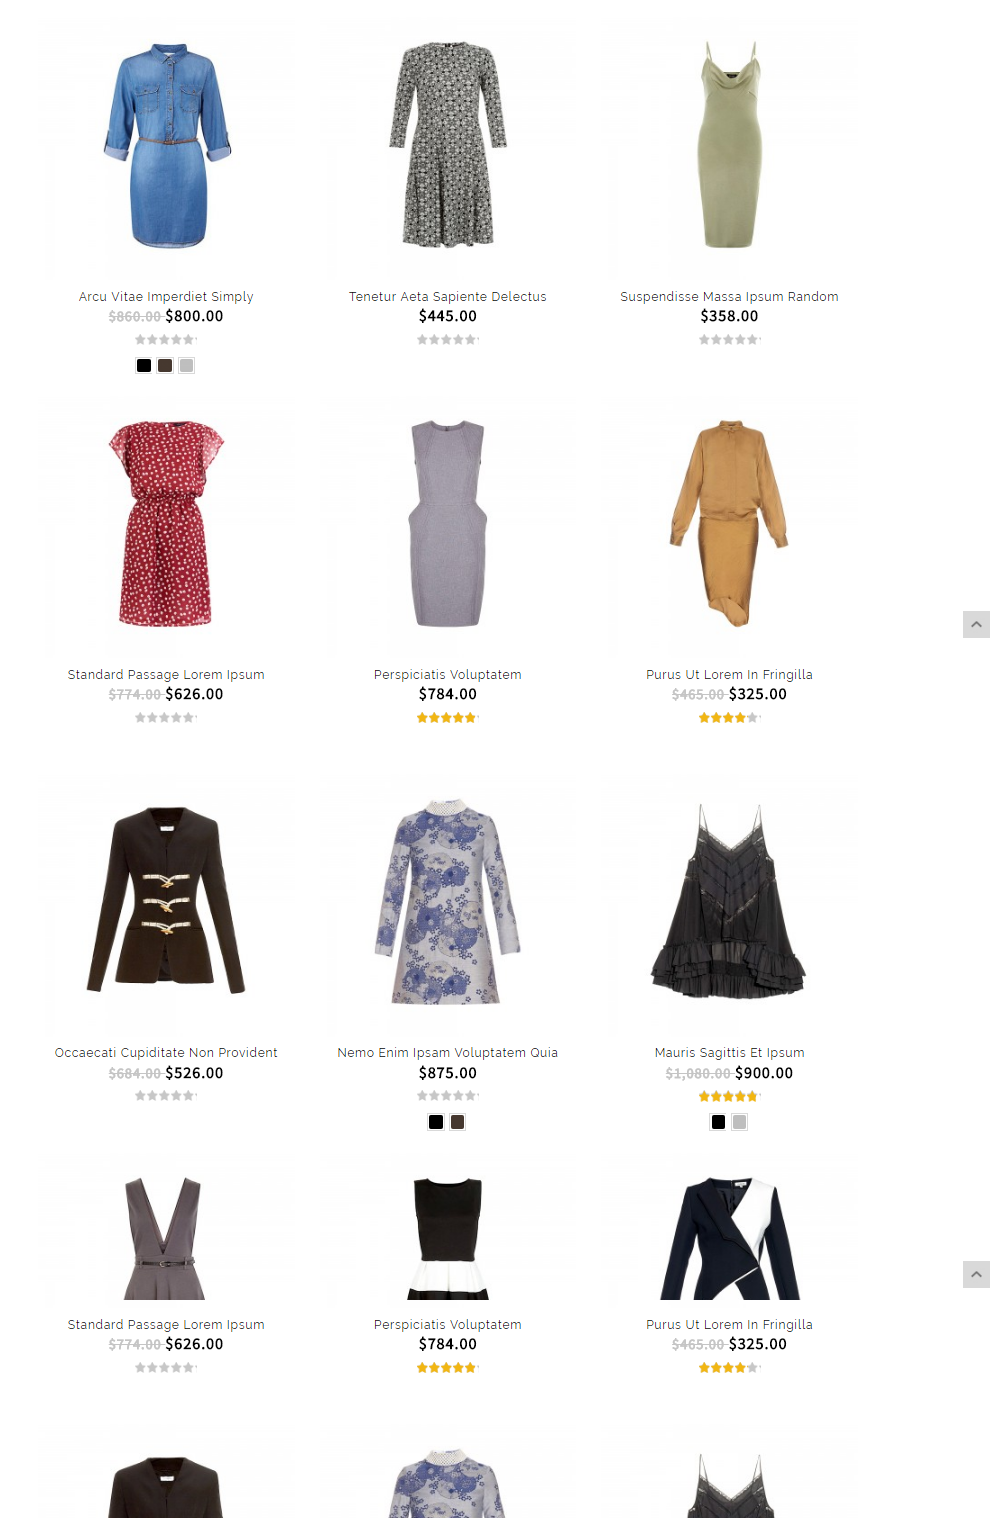 Arcu Vitae Imperdiet Simply
$860.00 $800.00
Tenetur Aeta Sapiente Delectus
$445.00
Suspendisse Massa Ipsum Random
$358.00
Standard Passage Lorem Ipsum
$774.00 $626.00
Perspiciatis Voluptatem
$784.00
Purus Ut Lorem In Fringilla
$465.00 $325.00
Occaecati Cupiditate Non Provident
$684.00 $526.00
Nemo Enim Ipsam Voluptatem Quia
$875.00
Mauris Sagittis Et Ipsum
$1,080.00 $900.00
Standard Passage Lorem Ipsum
$774.00 $626.00
Perspiciatis Voluptatem
$784.00
Purus Ut Lorem In Fringilla
$465.00 $325.00